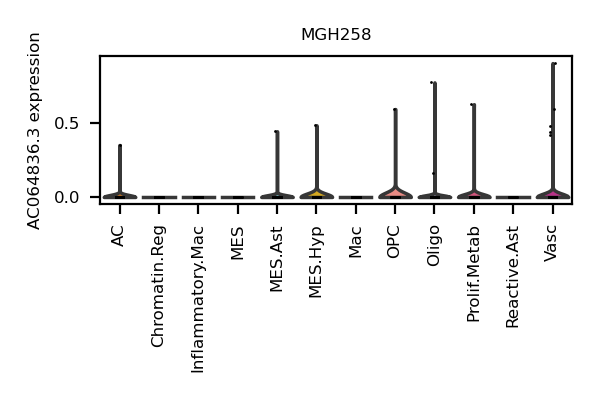 MGH258
AC064836.3 expression
0.5
0.0
AC
Chromatin.Reg
Inflammatory.Mac
MES
MES.Ast
MES.Hyp
Mac
OPC
Oligo
Prolif.Metab
Reactive.Ast
Vasc